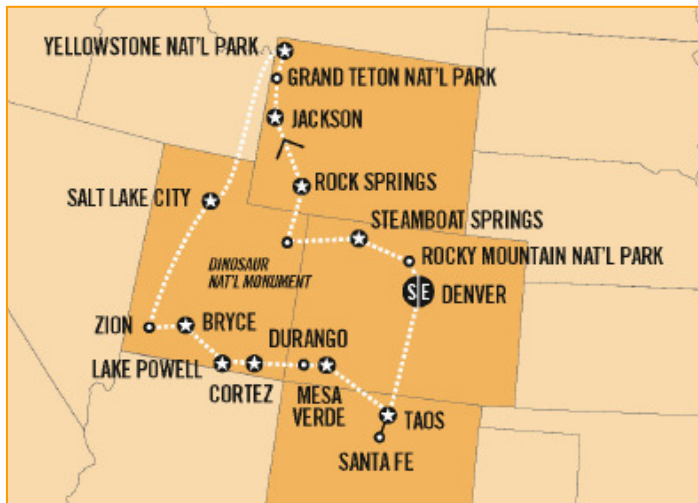 YELLOWSTONE NAT'L PARK
GRAND TETON NAT'L PARK
JACKSON
ROCK SPRINGS
SALT LAKE CITY
STEAMBOAT SPRINGS
DINOSAUR
NAT'L MONUMENT
ROCKY MOUNTAIN NAT'L PARK
SE DENVER
ZION
BRYCE
DURANGO
LAKE POWELL
CORTEZ
MESA
VERDE
TAOS
SANTA FE